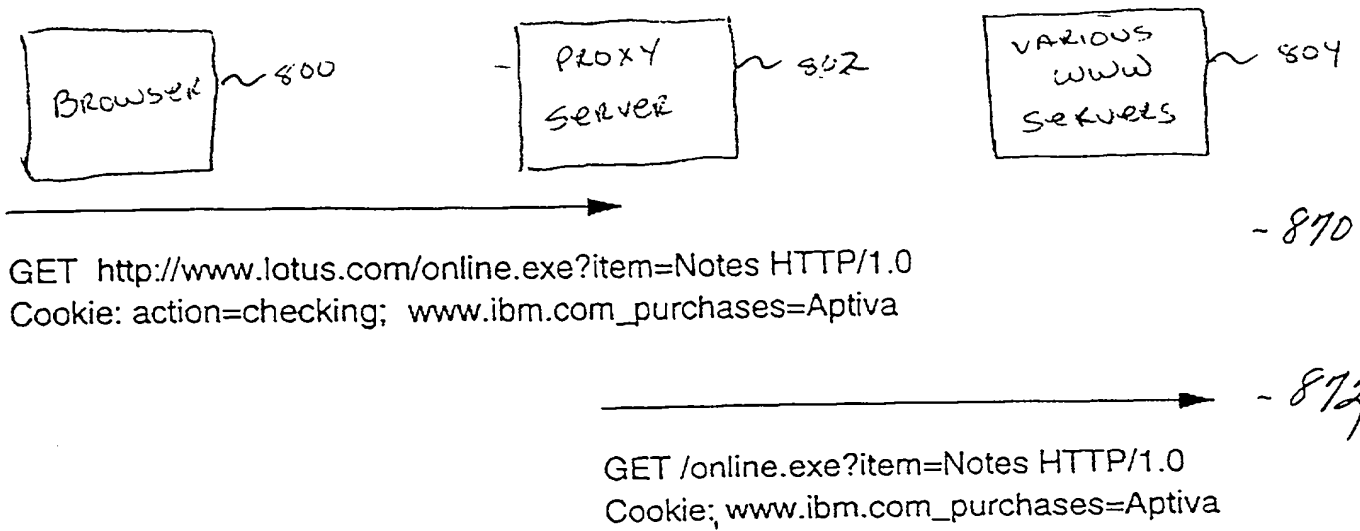 BROWSER ~ 800
PROXY
SERVER ~ 802
VARIOUS
WWW
SERVERS ~ 804
- 870
GET http://www.lotus.com/online.exe?item=Notes HTTP/1.0
Cookie: action=checking; www.ibm.com_purchases=Aptiva
- 872
GET /online.exe?item=Notes HTTP/1.0
Cookie: www.ibm.com_purchases=Aptiva